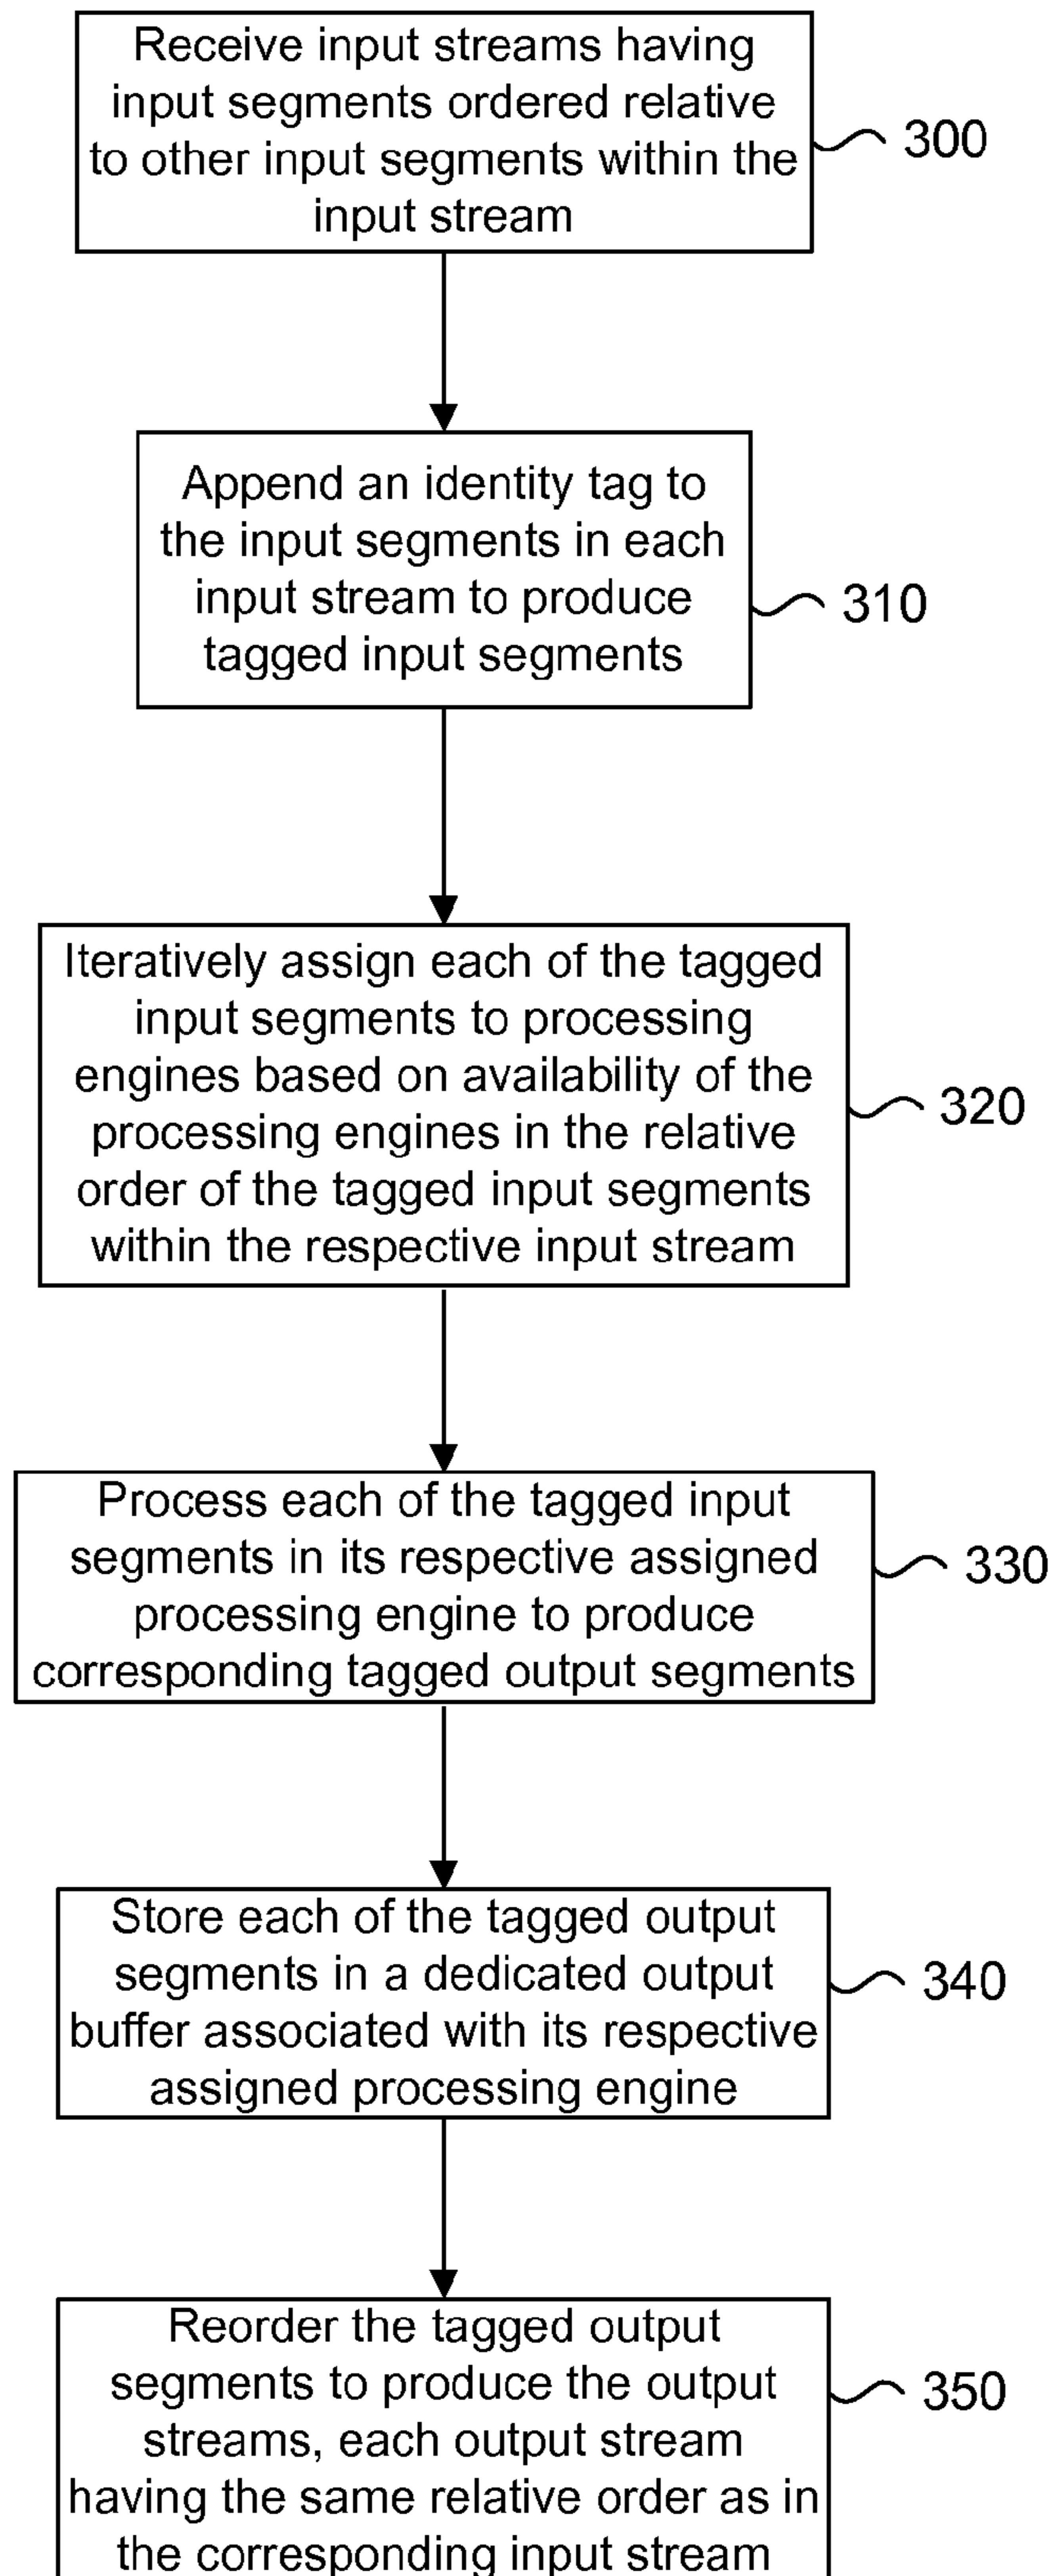 Receive input streams having
input segments ordered relative
to other input segments within the
input stream
300
Append an identity tag to
the input segments in each
input stream to produce
tagged input segments
310
Iteratively assign each of the tagged
input segments to processing
engines based on availability of the
processing engines in the relative
order of the tagged input segments
within the respective input stream
320
Process each of the tagged input
segments in its respective assigned
processing engine to produce
corresponding tagged output segments
330
Store each of the tagged output
segments in a dedicated output
buffer associated with its respective
assigned processing engine
340
Reorder the tagged output
segments to produce the output
streams, each output stream
having the same relative order as in
the corresponding input stream
350